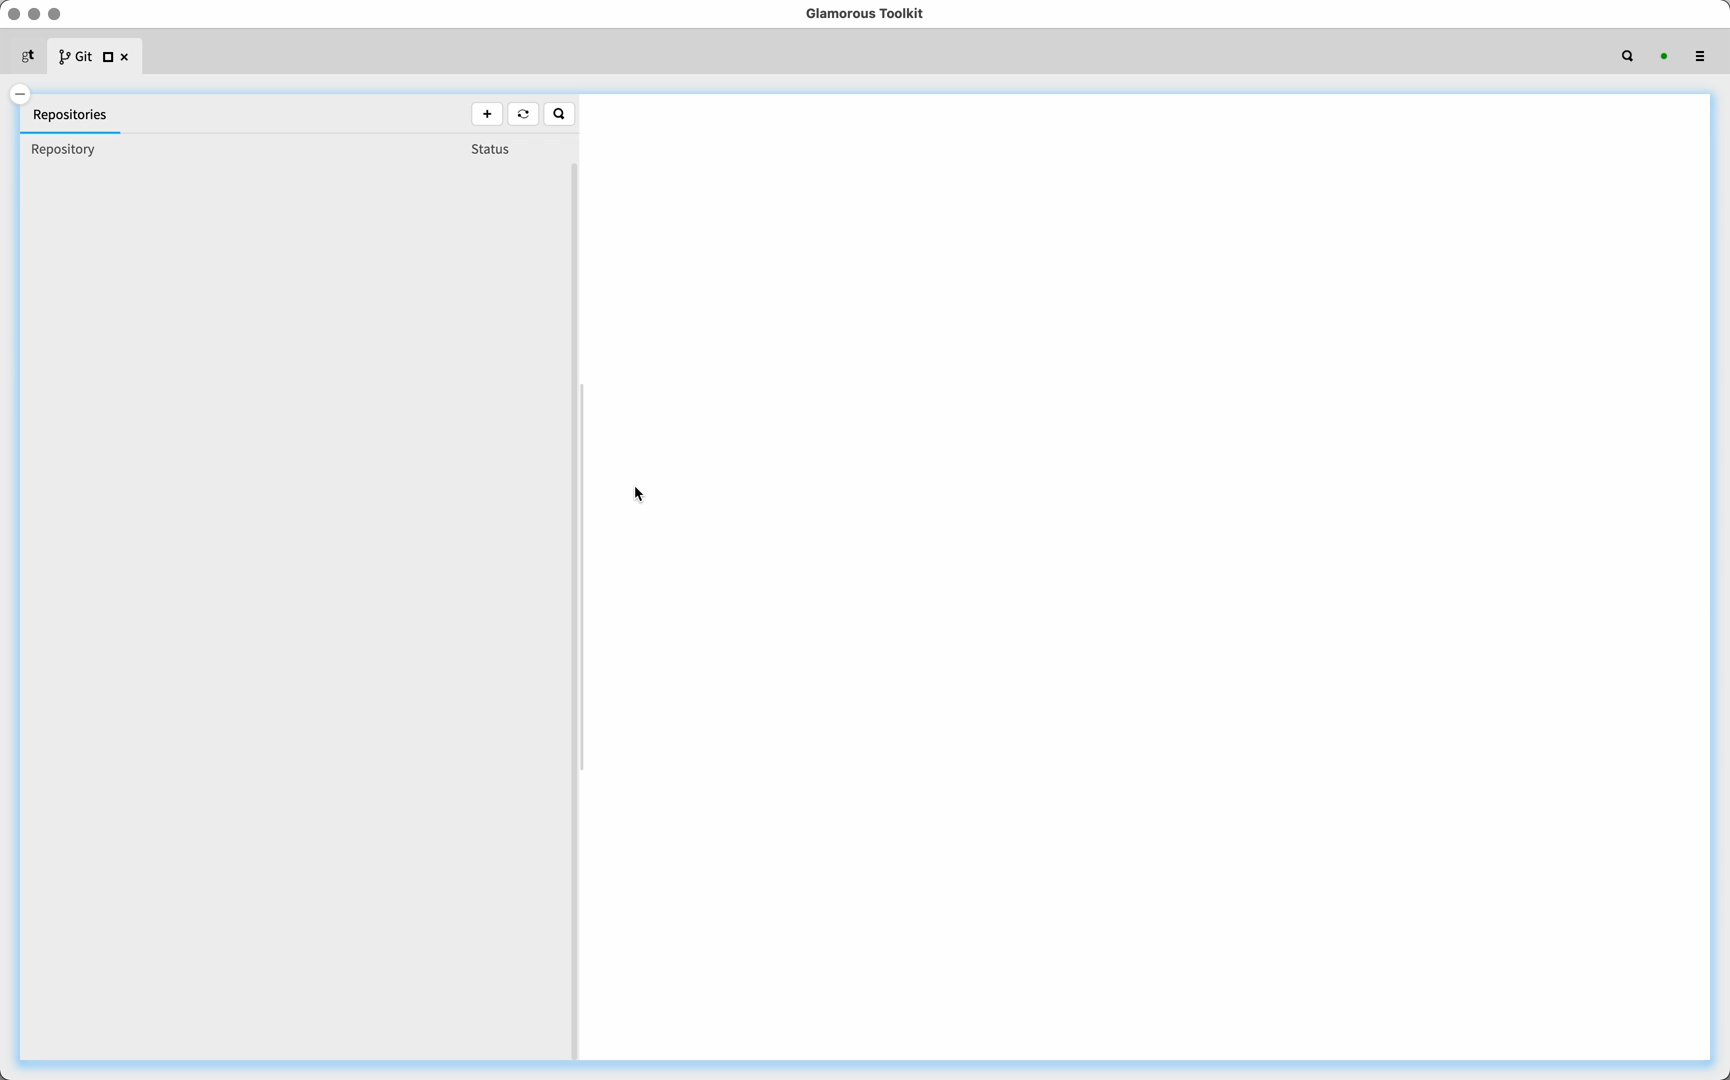 Glamorous Toolkit
gt
Git
Repositories
Repository Status